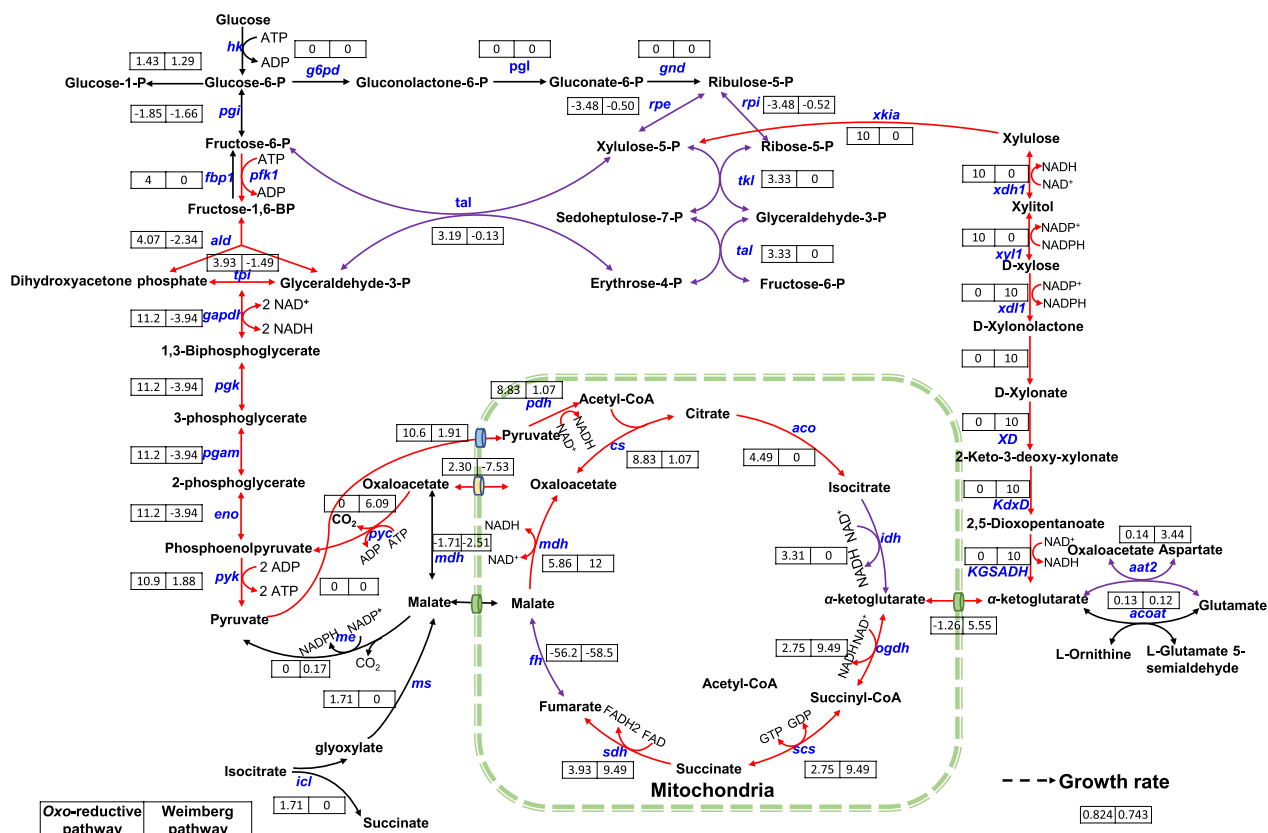 Glucose
hk
ATP
ADP
1.43 1.29
0 0
0 0
0 0
Glucose-1-P
Glucose-6-P
g6pd
Gluconolactone-6-P
pgl
Gluconate-6-P
gnd
Ribulose-5-P
-1.85 -1.66
pgi
-3.48 -0.50
rpe
rpi
-3.48 -0.52
xkia
10 0
Xylulose
Fructose-6-P
Xylulose-5-P
Ribose-5-P
4 0
fbp1
pfk1
ATP
ADP
tkl
3.33 0
10 0
xdh1
NADH
NAD+
Fructose-1,6-BP
tal
Sedoheptulose-7-P
Glyceraldehyde-3-P
Xylitol
4.07 -2.34
ald
3.19 -0.13
tal
3.33 0
10 0
xyl1
NADP+
NADPH
3.93 -1.49
tpi
Dihydroxyacetone phosphate
Glyceraldehyde-3-P
Erythrose-4-P
Fructose-6-P
D-xylose
0 10
xdl1
NADP+
NADPH
11.2 -3.94
gapdh
2 NAD+
2 NADH
D-Xylonolactone
1,3-Biphosphoglycerate
0 10
11.2 -3.94
pgk
D-Xylonate
3-phosphoglycerate
0 10
XD
11.2 -3.94
pgam
2-Keto-3-deoxy-xylonate
2-phosphoglycerate
0 10
KdxD
11.2 -3.94
eno
2,5-Dioxopentanoate
Phosphoenolpyruvate
0 10
KGSADH
NAD+
NADH
10.9 1.88
pyk
2 ADP
2 ATP
Pyruvate
10.6 1.91
Pyruvate
8.83 1.07
pdh
NAD+
NADH
Acetyl-CoA
Citrate
aco
4.49 0
cs
8.83 1.07
2.30 -7.53
Oxaloacetate
Oxaloacetate
Isocitrate
0 6.09
CO2
pyc
ADP
ATP
-1.71 -2.51
mdh
NADH
NAD+
mdh
5.86 12
3.31 0
NADH
NAD+
idh
0 0
Malate
Malate
α-ketoglutarate
-1.26 5.55
α-ketoglutarate
0.14 3.44
Oxaloacetate
Aspartate
aat2
0.13 0.12
acoat
Glutamate
L-Ornithine
L-Glutamate 5-
semialdehyde
NADPH
me
NADP+
CO2
0 0.17
fh
-56.2 -58.5
2.75 9.49
NADH
NAD+
ogdh
1.71 0
ms
Acetyl-CoA
Succinyl-CoA
Fumarate
FADH2
FAD
sdh
3.93 9.49
GTP
GDP
scs
2.75 9.49
Succinate
Mitochondria
glyoxylate
Isocitrate
icl
1.71 0
Succinate
Growth rate
0.824 0.743
Oxo-reductive
pathway
Weimberg
pathway